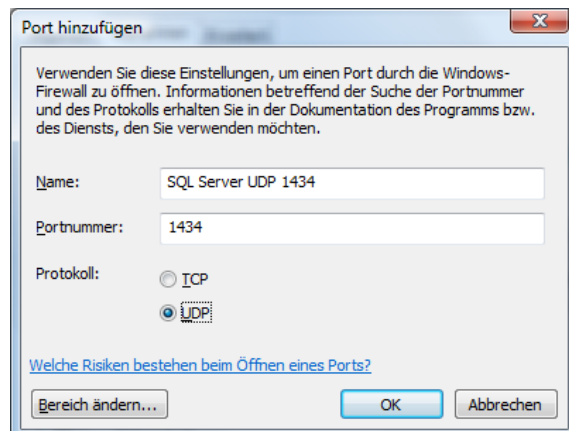 Port hinzufügen
Verwenden Sie diese Einstellungen, um einen Port durch die Windows-
Firewall zu öffnen. Informationen betreffend der Suche der Portnummer
und des Protokolls erhalten Sie in der Dokumentation des Programms bzw.
des Diensts, den Sie verwenden möchten.
Name: SQL Server UDP 1434
Portnummer: 1434
Protokoll: TCP
UDP
Welche Risiken bestehen beim Öffnen eines Ports?
Bereich ändern... OK Abbrechen